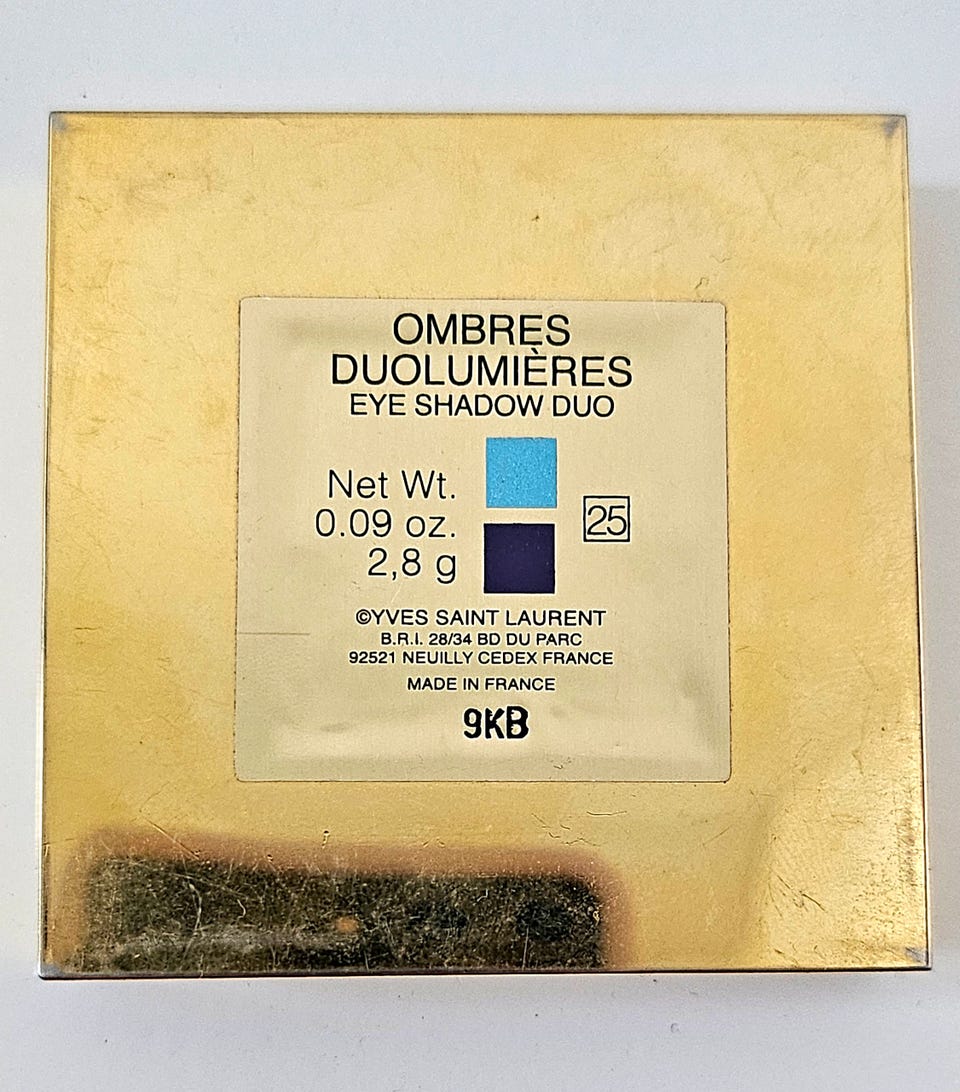 OMBRES
DUOLUMIÈRES
EYE SHADOW DUO
Net Wt.
0.09 oz.
2,8 g
25
©YVES SAINT LAURENT
B.R.I. 28/34 BD DU PARC
92521 NEUILLY CEDEX FRANCE
MADE IN FRANCE
9KB